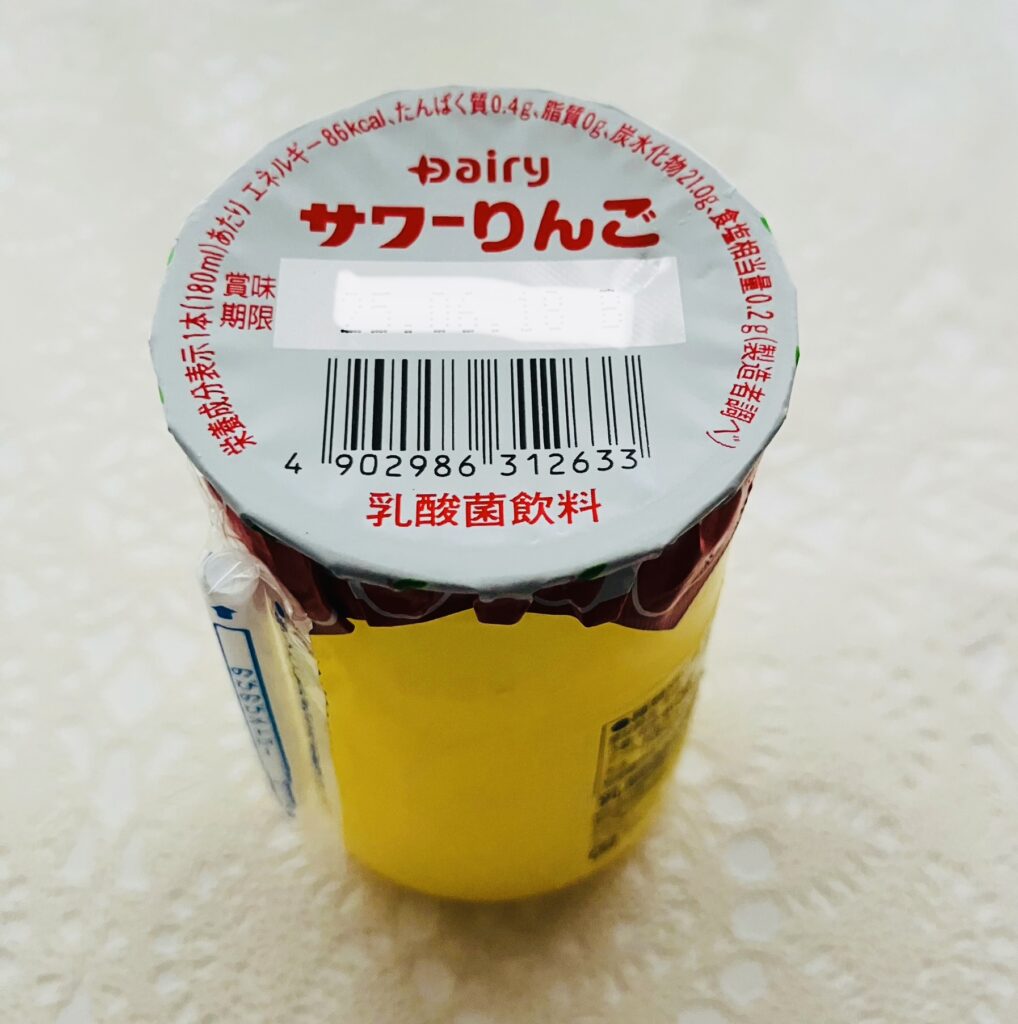 栄養成分表示1本(180ml)あたり エネルギー86kcal、たんぱく質0.4g、脂質0g、炭水化物21.0g、食塩相当量0.2g(製造者調べ)
Dairy
サワーりんご
賞味
期限
25.06.18
4 902986 312633
乳酸菌飲料